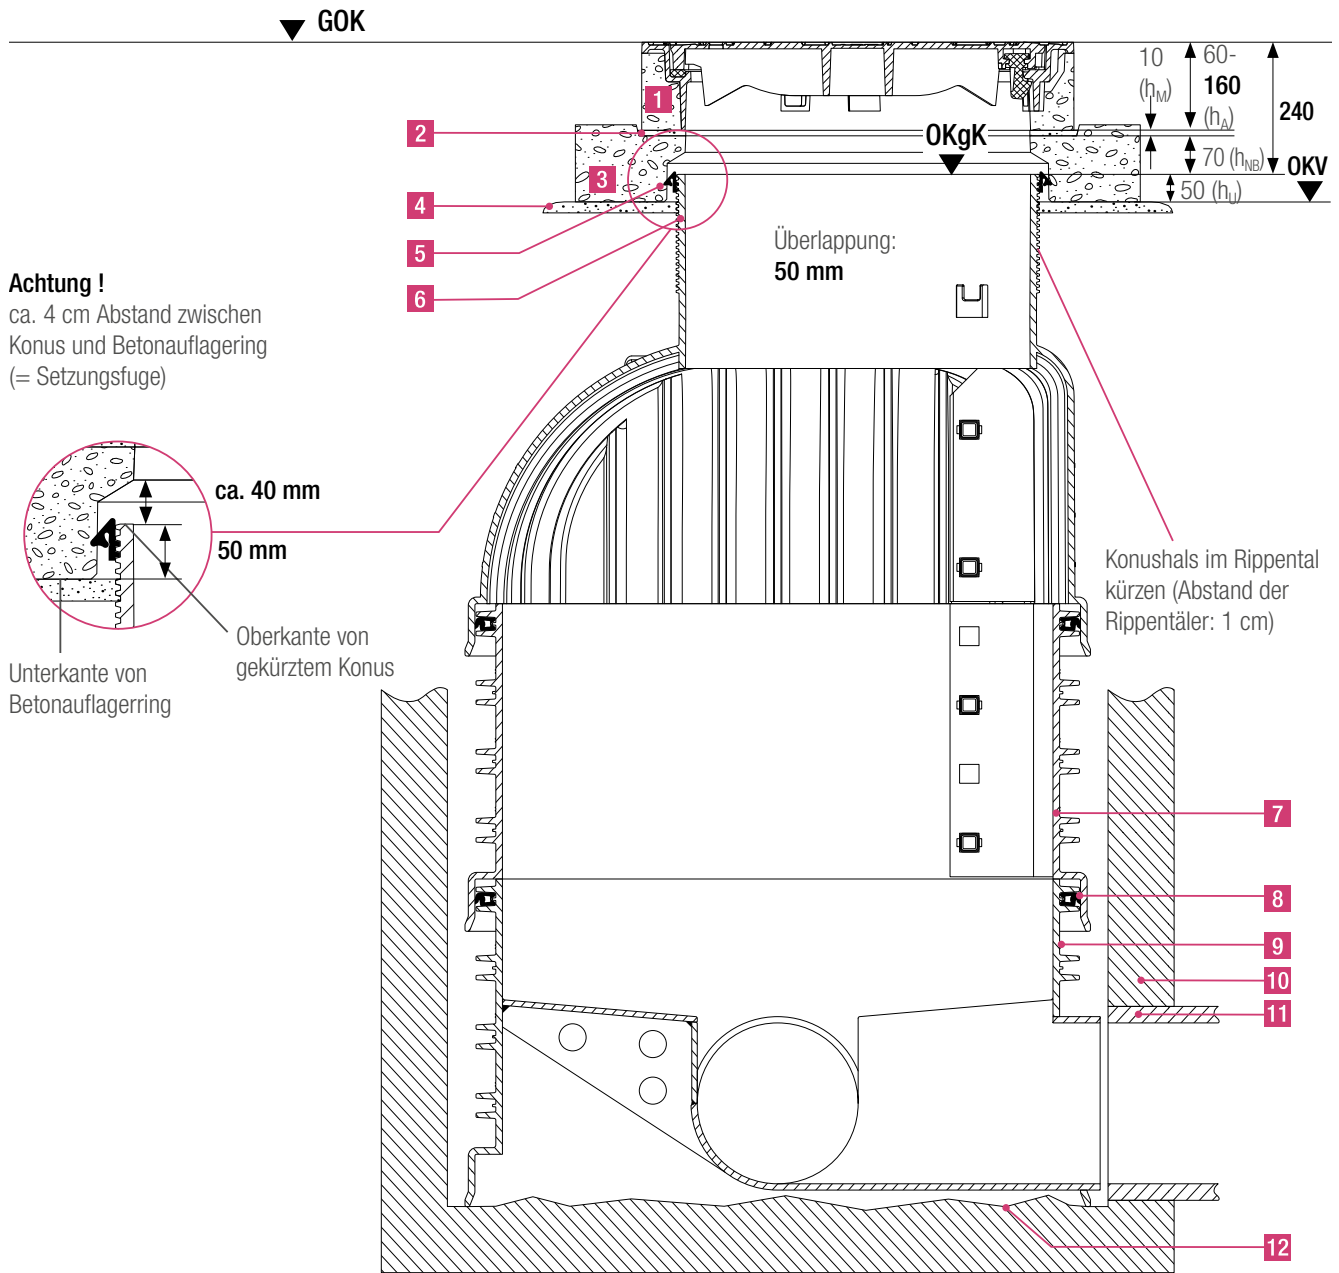 GOK
10
(hM)
60-
160
(hA)
240
1
2
OKgK
70 (hNB)
OKV
3
50 (hU)
4
5
6
Überlappung:
50 mm
Achtung !
ca. 4 cm Abstand zwischen
Konus und Betonauflagering
(= Setzungsfuge)
ca. 40 mm
50 mm
Oberkante von
gekürztem Konus
Unterkante von
Betonauflagerring
Konushals im Rippental
kürzen (Abstand der
Rippentäler: 1 cm)
7
8
9
10
11
12